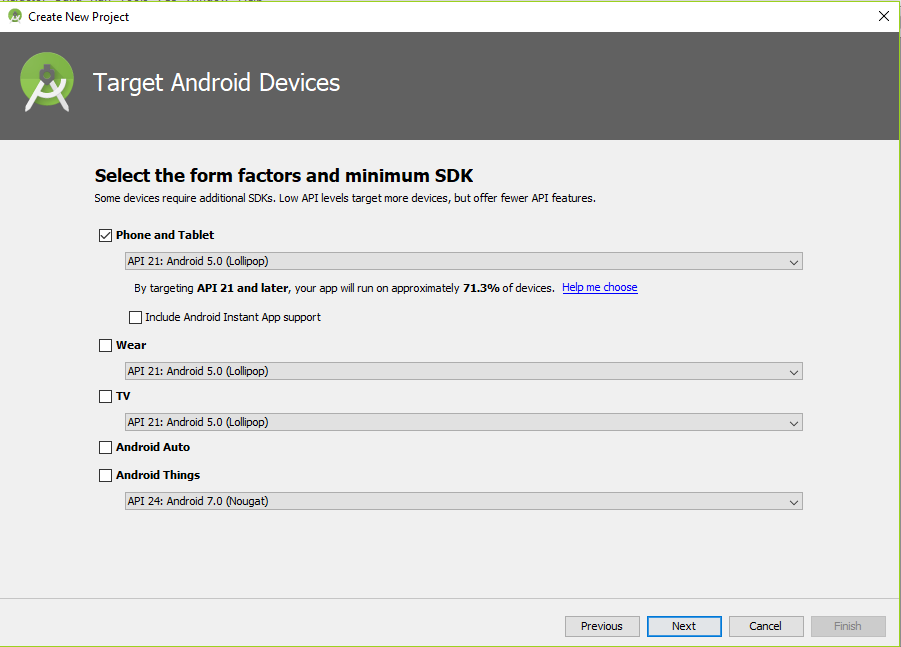 Create New Project
Target Android Devices
Select the form factors and minimum SDK
Some devices require additional SDKs. Low API levels target more devices, but offer fewer API features.
Phone and Tablet
API 21: Android 5.0 (Lollipop)
By targeting API 21 and later, your app will run on approximately 71.3% of devices. Help me choose
Include Android Instant App support
Wear
API 21: Android 5.0 (Lollipop)
TV
API 21: Android 5.0 (Lollipop)
Android Auto
Android Things
API 24: Android 7.0 (Nougat)
Previous Next Cancel Finish